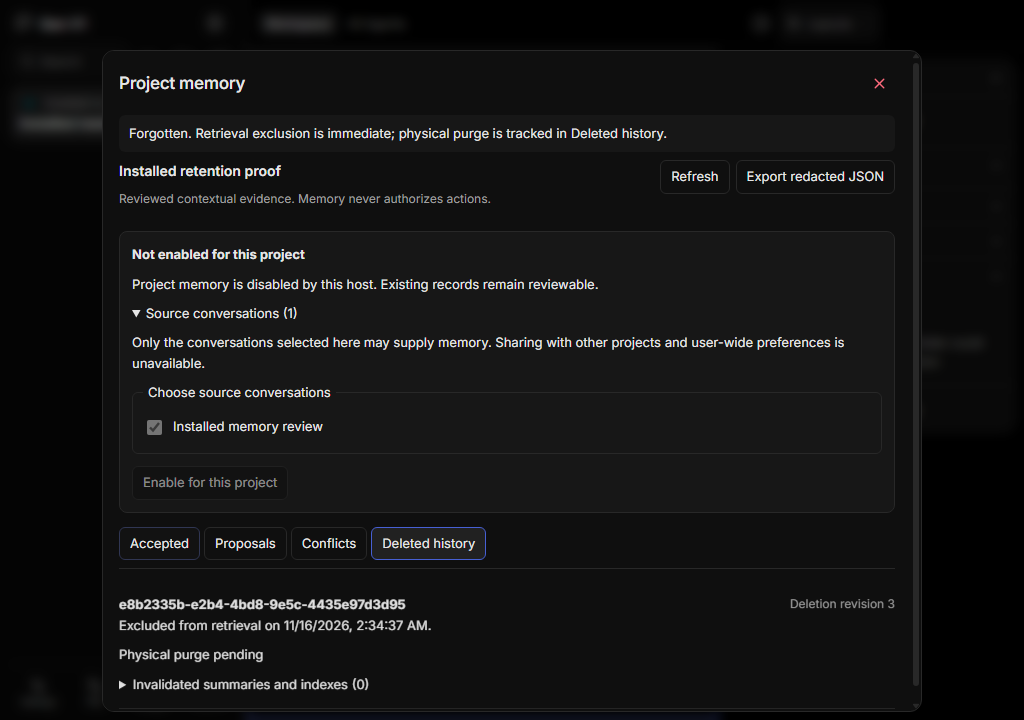 Project memory
Forgotten. Retrieval exclusion is immediate; physical purge is tracked in Deleted history.
Installed retention proof
Refresh
Export redacted JSON
Reviewed contextual evidence. Memory never authorizes actions.
Not enabled for this project
Project memory is disabled by this host. Existing records remain reviewable.
Source conversations (1)
Only the conversations selected here may supply memory. Sharing with other projects and user-wide preferences is
unavailable.
Choose source conversations
Installed memory review
Enable for this project
Accepted
Proposals
Conflicts
Deleted history
e8b2335b-e2b4-4bd8-9e5c-4435e97d3d95
Deletion revision 3
Excluded from retrieval on 11/16/2026, 2:34:37 AM.
Physical purge pending
Invalidated summaries and indexes (0)